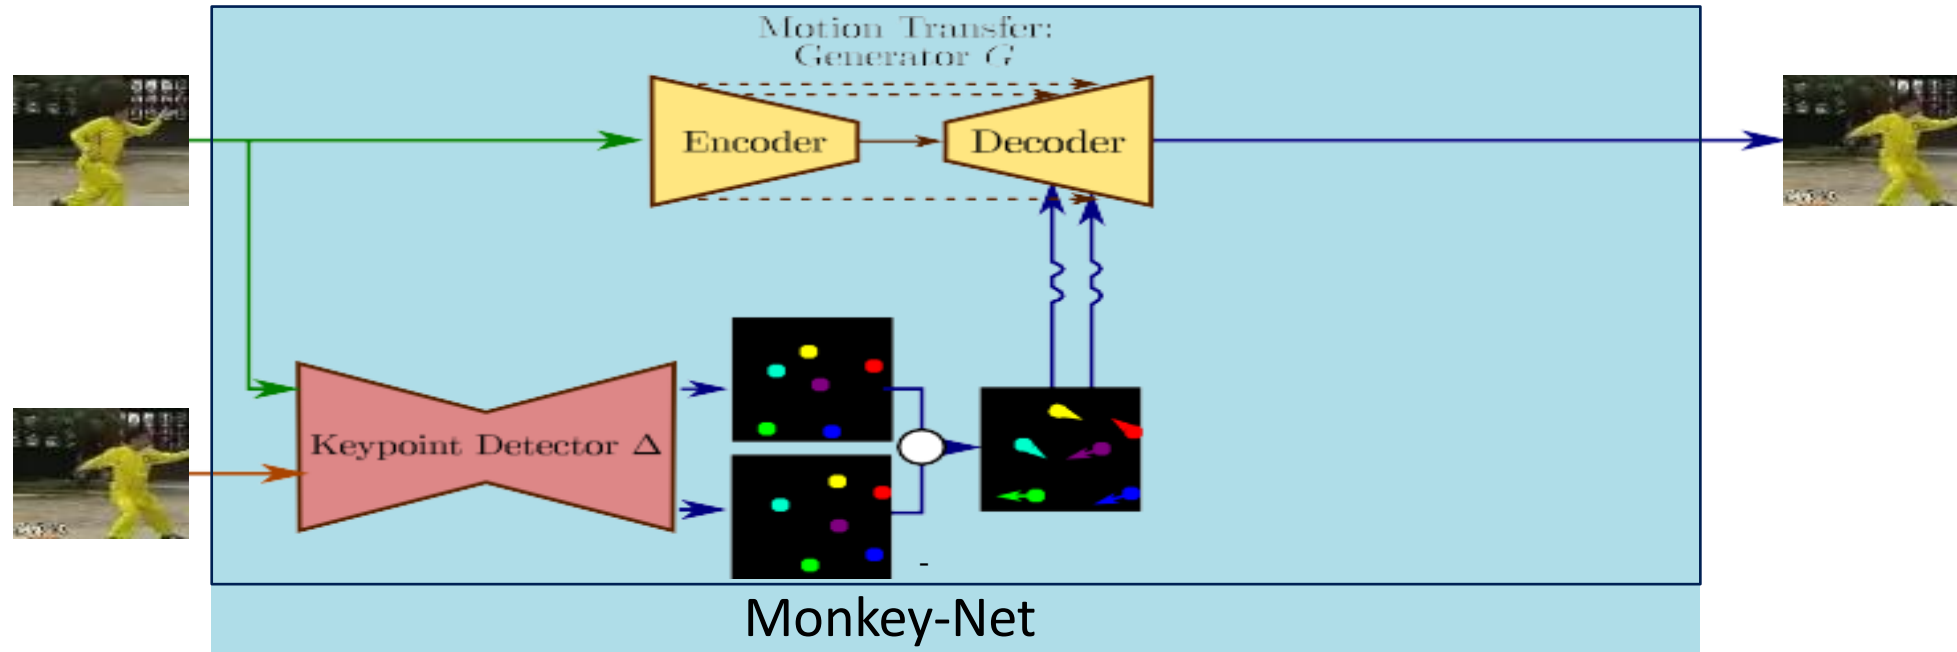 Motion Transfer:
Generator G
Encoder
Decoder
Keypoint Detector Δ
-
Monkey-Net